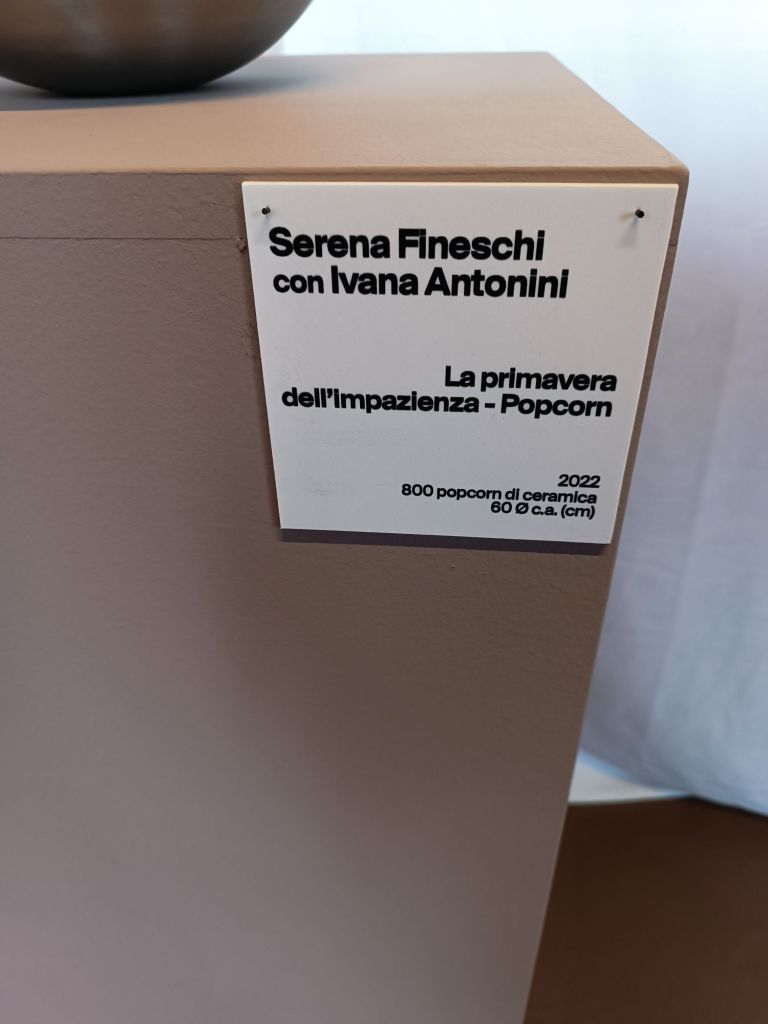 Serena Fineschi
con Ivana Antonini
La primavera
dell'impazienza - Popcorn
2022
800 popcorn di ceramica
60 Ø c.a. (cm)